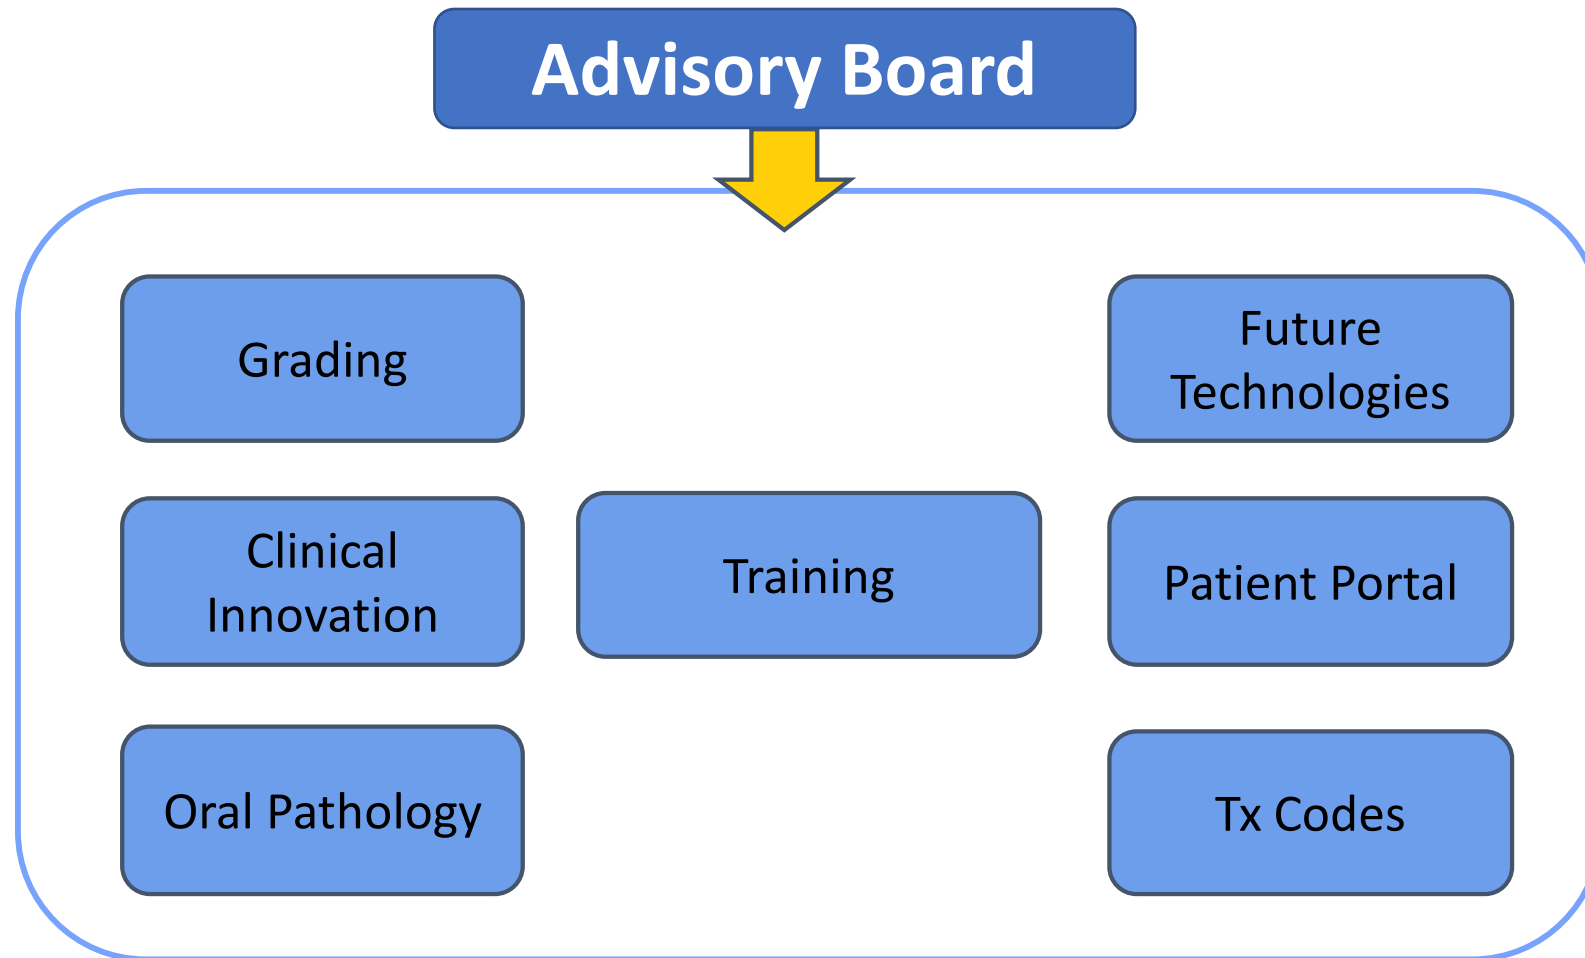 Advisory Board
Grading
Future
Technologies
Clinical
Innovation
Training
Patient Portal
Oral Pathology
Tx Codes